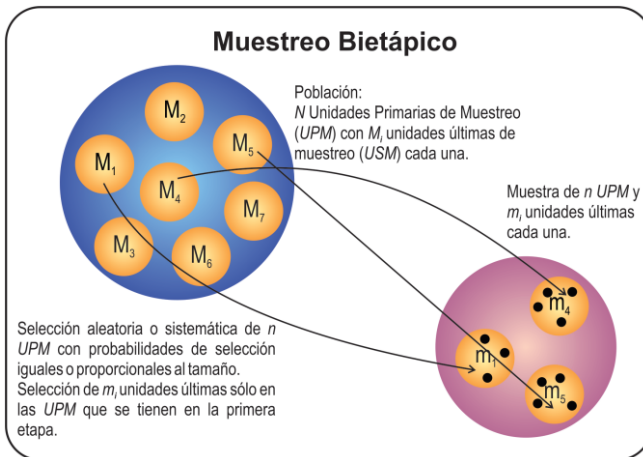 Muestreo Bietápico
Población:
N Unidades Primarias de Muestreo
(UPM) con Mᵢ unidades últimas de
muestreo (USM) cada una.
M₂
M₅
M₁
M₄
M₇
M₃
M₆
Muestra de n UPM y
mᵢ unidades últimas
cada una.
m₄
m₁
m₅
Selección aleatoria o sistemática de n
UPM con probabilidades de selección
iguales o proporcionales al tamaño.
Selección de mᵢ unidades últimas sólo en
las UPM que se tienen en la primera
etapa.